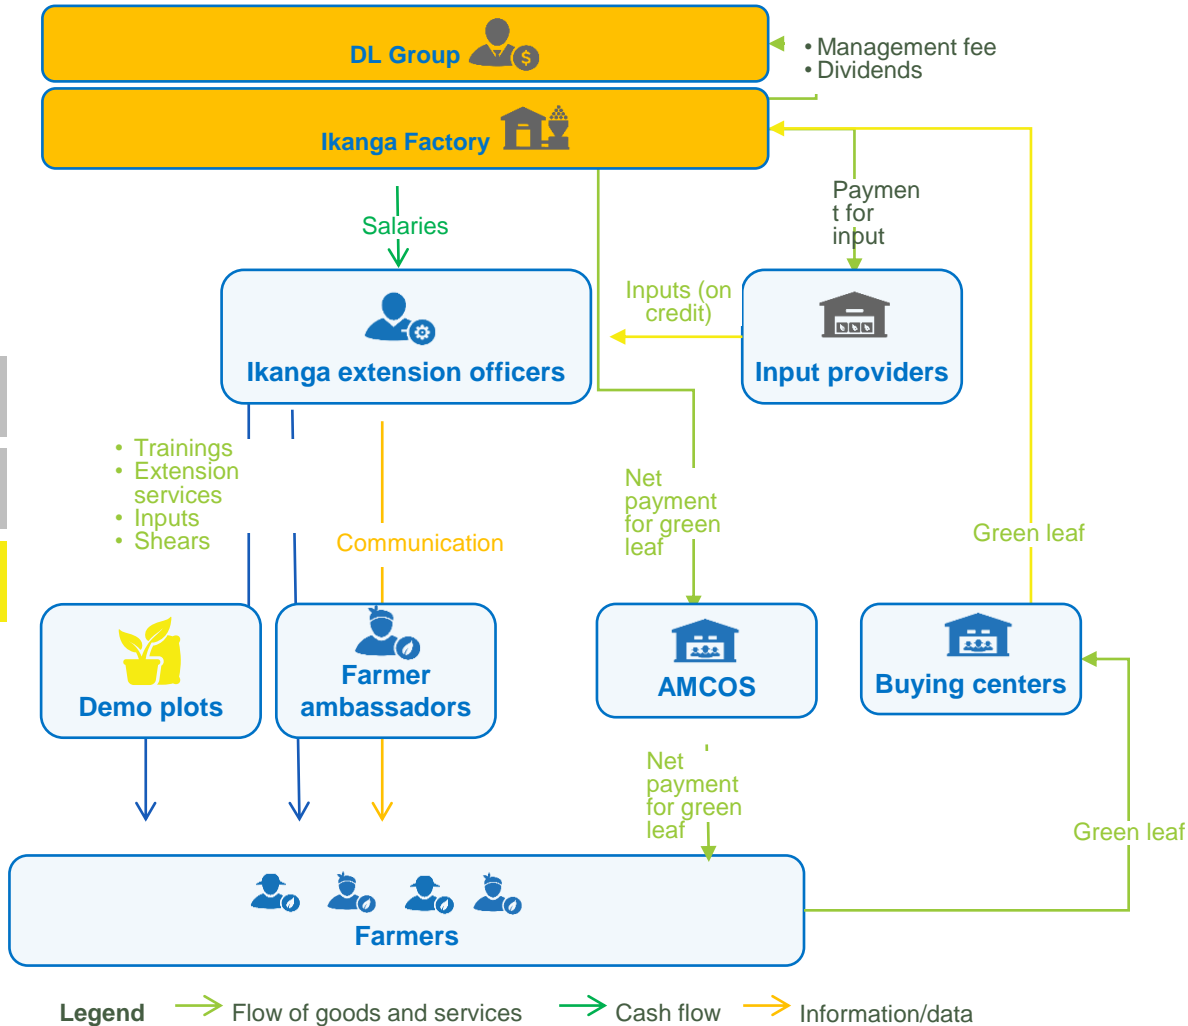 DL Group
$
• Management fee
• Dividends
Ikanga Factory
Salaries
Paymen
t for
input
Inputs (on
credit)
Ikanga extension officers
Input providers
• Trainings
• Extension
services
• Inputs
• Shears
Communication
Net
payment
for green
leaf
Green leaf
Demo plots
Farmer
ambassadors
AMCOS
Buying centers
Net
payment
for green
leaf
Green leaf
Farmers
Legend
Flow of goods and services
Cash flow
Information/data